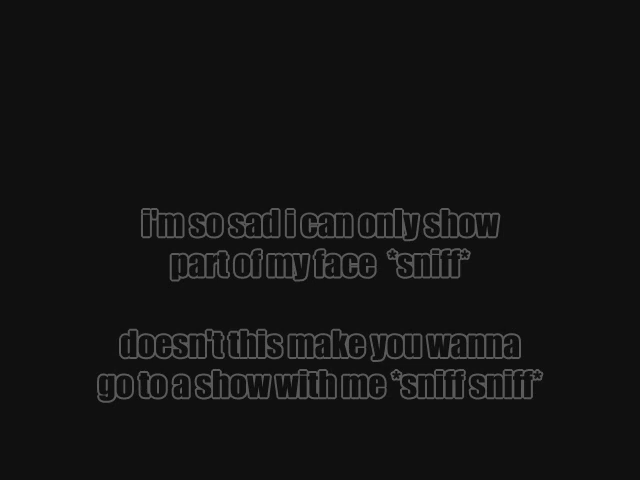 i'm so sad i can only show
part of my face *sniff*
doesn't this make you wanna
go to a show with me *sniff sniff*